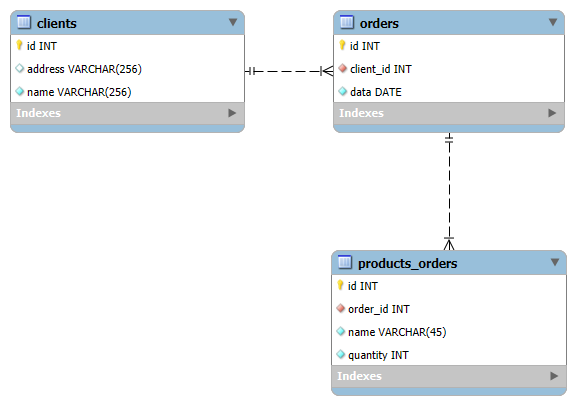 clients
id INT
address VARCHAR(256)
name VARCHAR(256)
Indexes
orders
id INT
client_id INT
data DATE
Indexes
products_orders
id INT
order_id INT
name VARCHAR(45)
quantity INT
Indexes